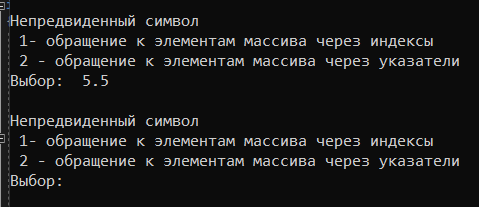 Непредвиденный символ
1- обращение к элементам массива через индексы
2 - обращение к элементам массива через указатели
Выбор:  5.5
Непредвиденный символ
1- обращение к элементам массива через индексы
2 - обращение к элементам массива через указатели
Выбор: